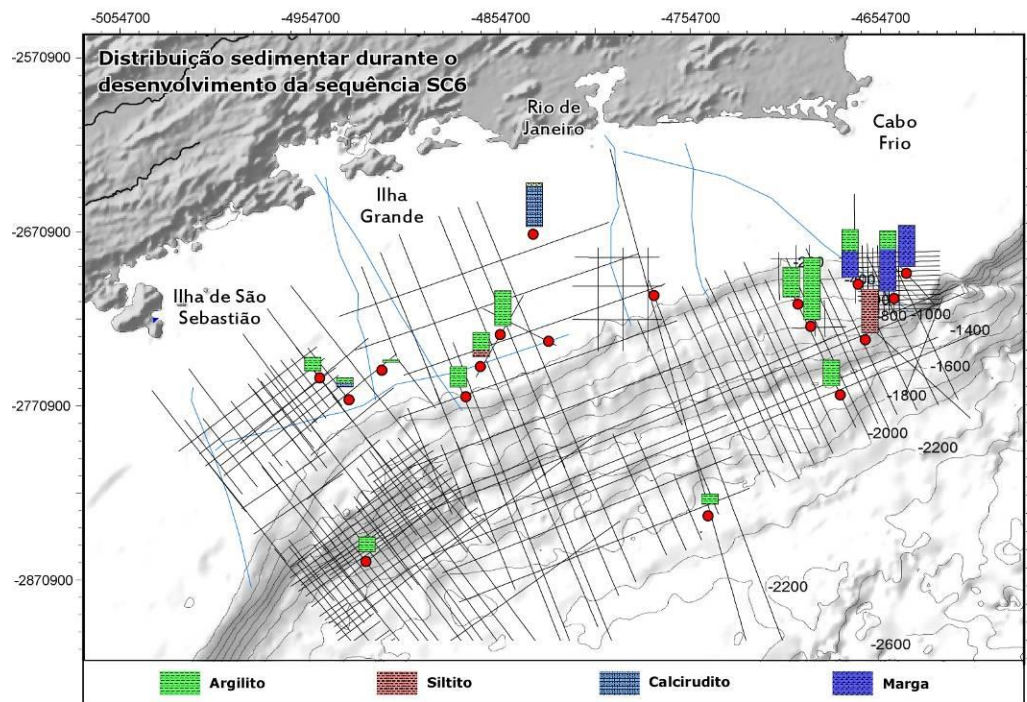 -5054700
-4954700
-4854700
-4754700
-4654700
-2570900
Distribuição sedimentar durante o
desenvolvimento da sequência SC6
Rio de
Janeiro
Cabo
Frio
Ilha
Grande
-2670900
Ilha de São
Sebastião
-800
-1000
-1400
-1600
-1800
-2770900
-2000
-2200
-2870900
-2200
-2600
Argilito
Siltito
Calcirudito
Marga